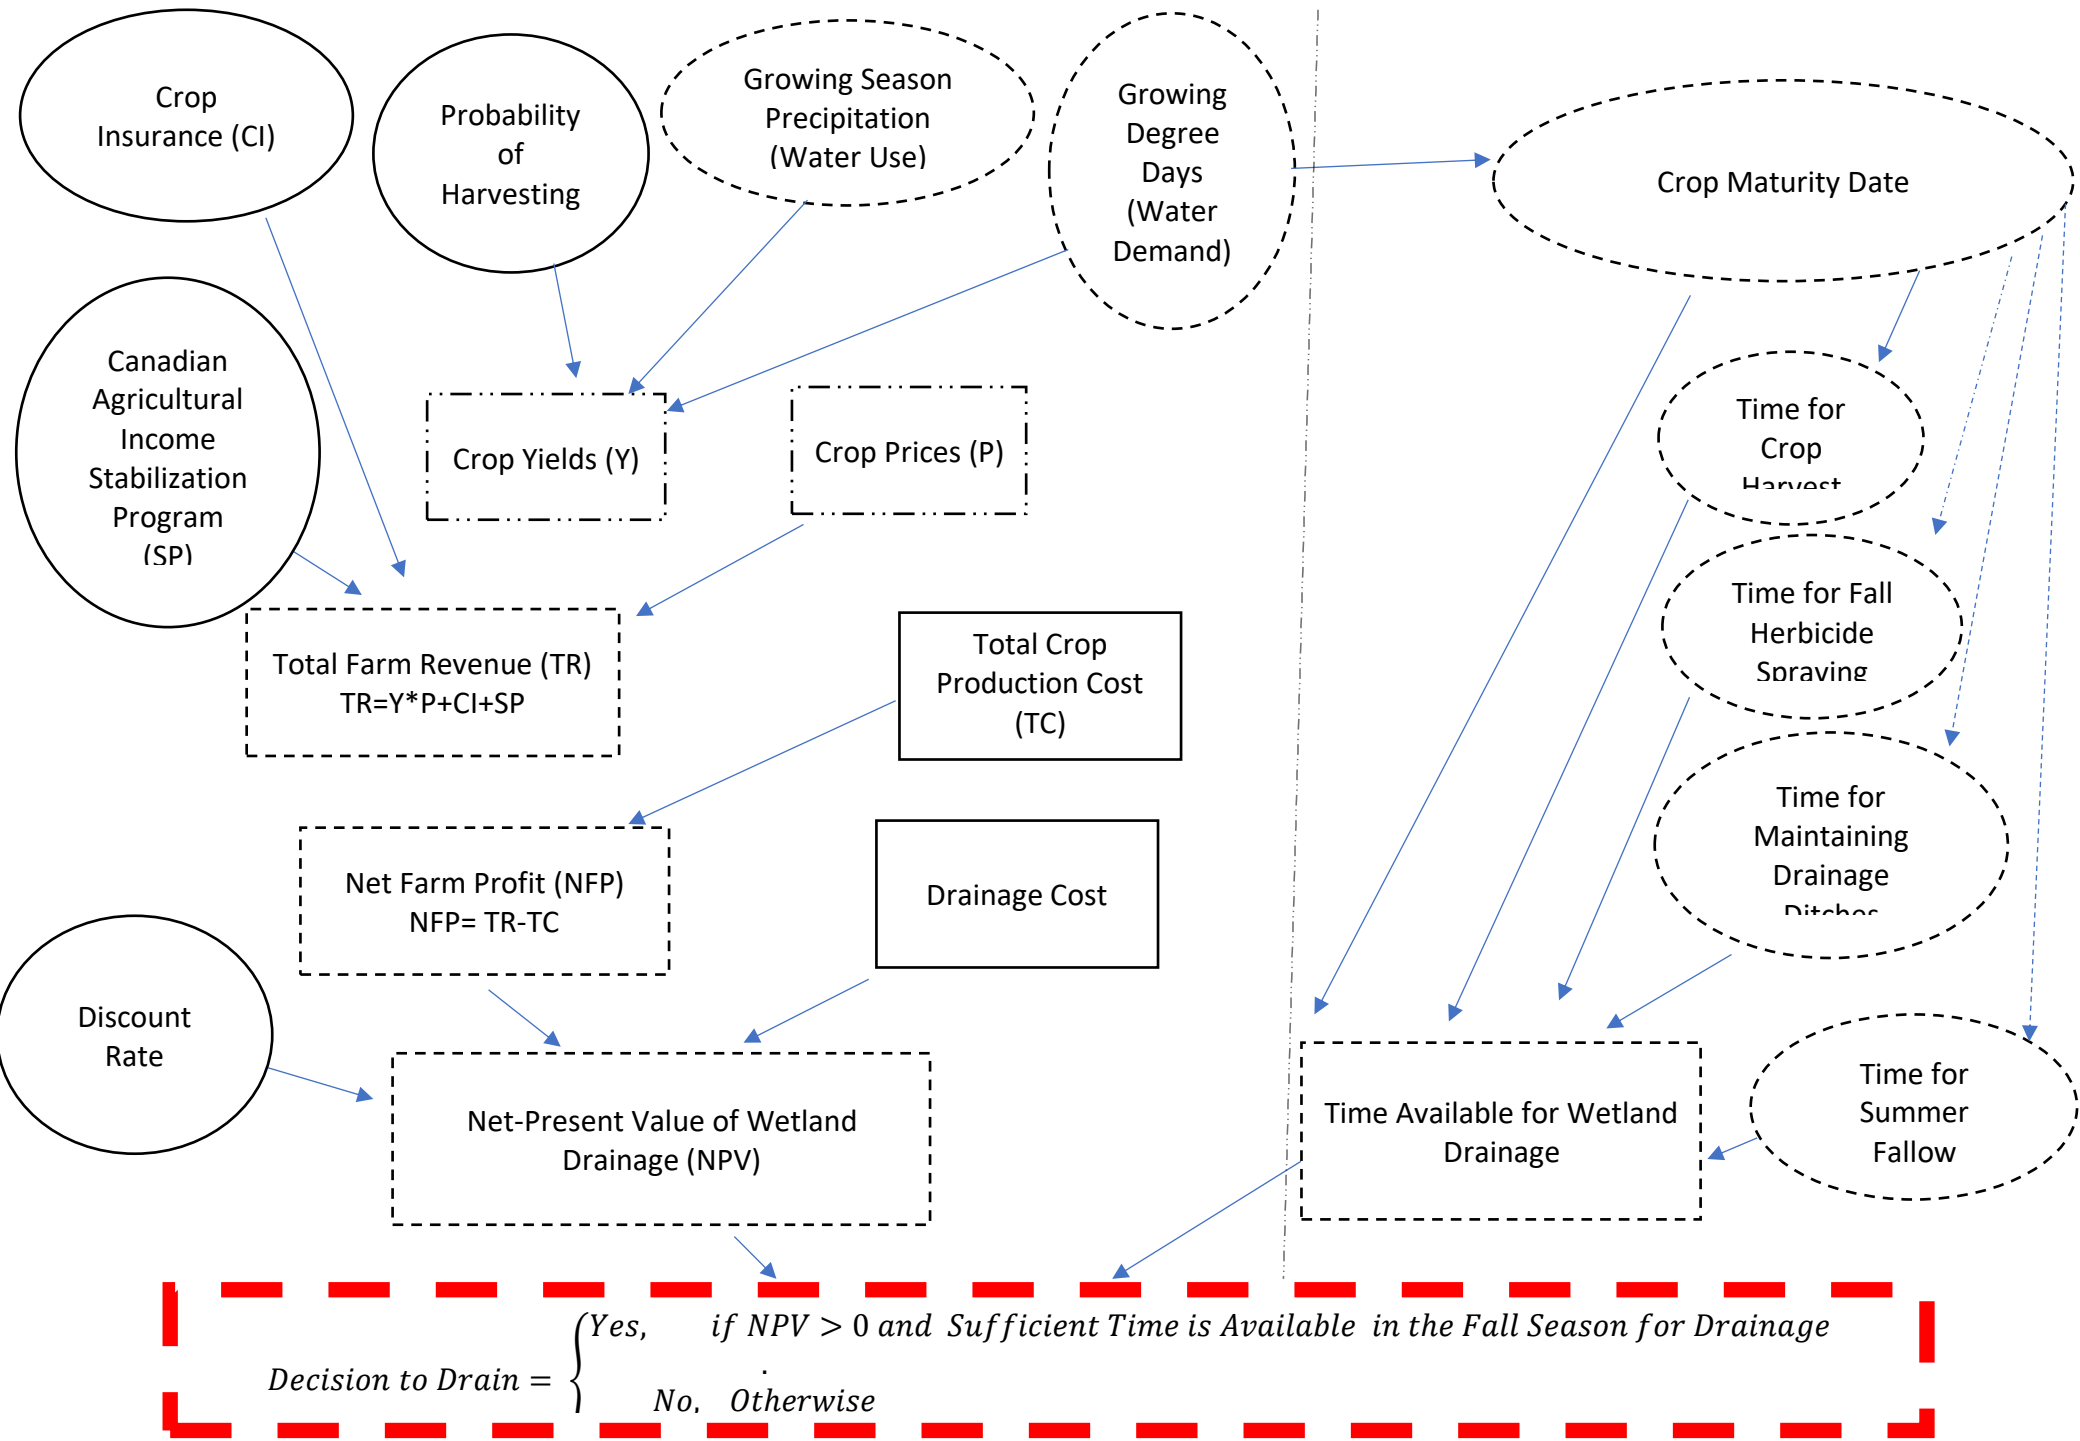 Crop
Insurance (CI)
Probability
of
Harvesting
Growing Season
Precipitation
(Water Use)
Growing
Degree
Days
(Water
Demand)
Crop Maturity Date
Canadian
Agricultural
Income
Stabilization
Program
(SP)
Crop Yields (Y)
Crop Prices (P)
Time for
Crop
Harvest
Time for Fall
Herbicide
Spraying
Total Farm Revenue (TR)
TR=Y*P+CI+SP
Total Crop
Production Cost
(TC)
Time for
Maintaining
Drainage
Ditches
Net Farm Profit (NFP)
NFP= TR-TC
Drainage Cost
Discount
Rate
Net-Present Value of Wetland
Drainage (NPV)
Time Available for Wetland
Drainage
Time for
Summer
Fallow
Decision to Drain = {Yes, if NPV > 0 and Sufficient Time is Available in the Fall Season for Drainage
.
No, Otherwise